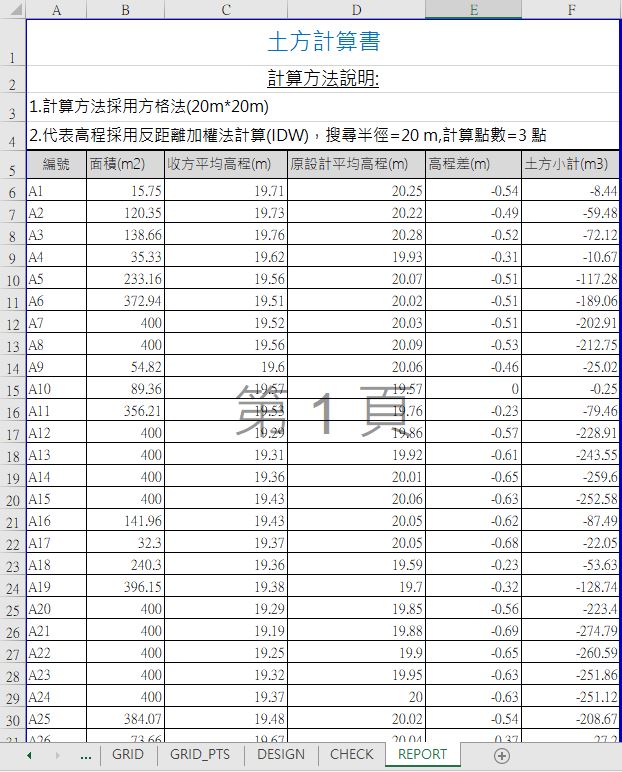 A B C D E F
1 土方計算書
2 計算方法說明:
3 1.計算方法採用方格法(20m*20m)
4 2.代表高程採用反距離加權法計算(IDW)，搜尋半徑=20 m,計算點數=3 點
5 編號 面積(m2) 收方平均高程(m) 原設計平均高程(m) 高程差(m) 土方小計(m3)
6 A1 15.75 19.71 20.25 -0.54 -8.44
7 A2 120.35 19.73 20.22 -0.49 -59.48
8 A3 138.66 19.76 20.28 -0.52 -72.12
9 A4 35.33 19.62 19.93 -0.31 -10.67
10 A5 233.16 19.56 20.07 -0.51 -117.28
11 A6 372.94 19.51 20.02 -0.51 -189.06
12 A7 400 19.52 20.03 -0.51 -202.91
13 A8 400 19.56 20.09 -0.53 -212.75
14 A9 54.82 19.6 20.06 -0.46 -25.02
15 A10 89.36 19.57 19.57 0 -0.25
16 A11 356.21 19.53 19.76 -0.23 -79.46
第 1 頁
17 A12 400 19.29 19.86 -0.57 -228.91
18 A13 400 19.31 19.92 -0.61 -243.55
19 A14 400 19.36 20.01 -0.65 -259.6
20 A15 400 19.43 20.06 -0.63 -252.58
21 A16 141.96 19.43 20.05 -0.62 -87.49
22 A17 32.3 19.37 20.05 -0.68 -22.05
23 A18 240.3 19.36 19.59 -0.23 -53.63
24 A19 396.15 19.38 19.7 -0.32 -128.74
25 A20 400 19.29 19.85 -0.56 -223.4
26 A21 400 19.19 19.88 -0.69 -274.79
27 A22 400 19.25 19.9 -0.65 -260.59
28 A23 400 19.32 19.95 -0.63 -251.86
29 A24 400 19.37 20 -0.63 -251.12
30 A25 384.07 19.48 20.02 -0.54 -208.67
31 A26 73.66 19.67 20.04 -0.37 -27.2
... GRID GRID_PTS DESIGN CHECK REPORT